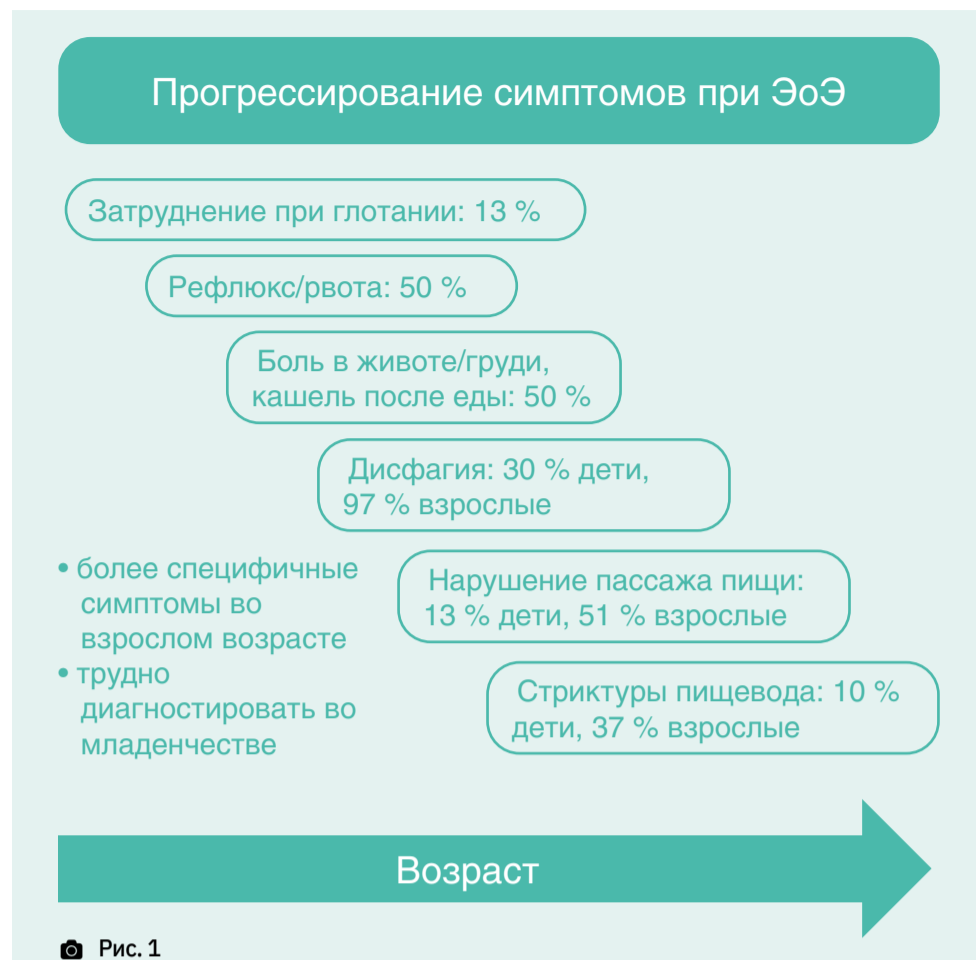 Прогрессирование симптомов при ЭоЭ
Затруднение при глотании: 13 %
Рефлюкс/рвота: 50 %
Боль в животе/груди,
кашель после еды: 50 %
Дисфагия: 30 % дети,
97 % взрослые
• более специфичные
симптомы во
взрослом возрасте
• трудно
диагностировать во
младенчестве
Нарушение пассажа пищи:
13 % дети, 51 % взрослые
Стриктуры пищевода: 10 %
дети, 37 % взрослые
Возраст
Рис. 1